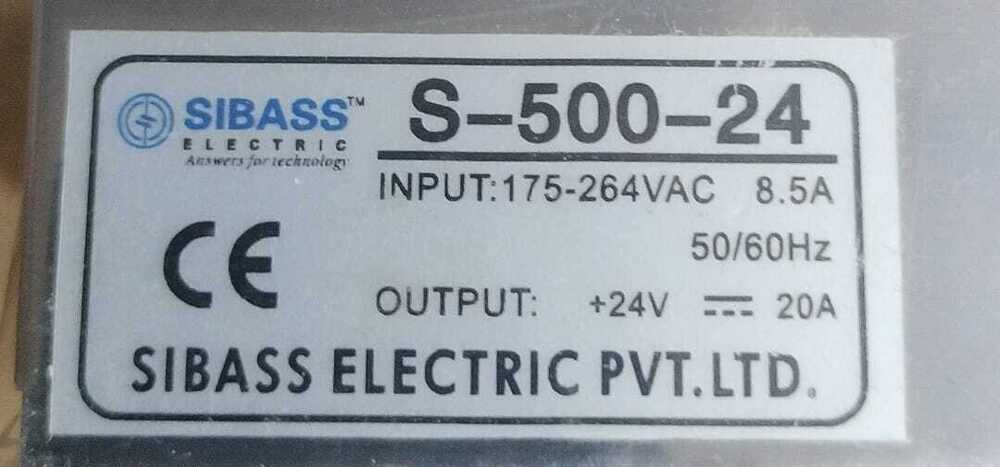 SIBASS™
ELECTRIC
Answers for technology
S-500-24
INPUT:175-264VAC 8.5A
50/60Hz
CE
OUTPUT: +24V ⎓ 20A
SIBASS ELECTRIC PVT.LTD.